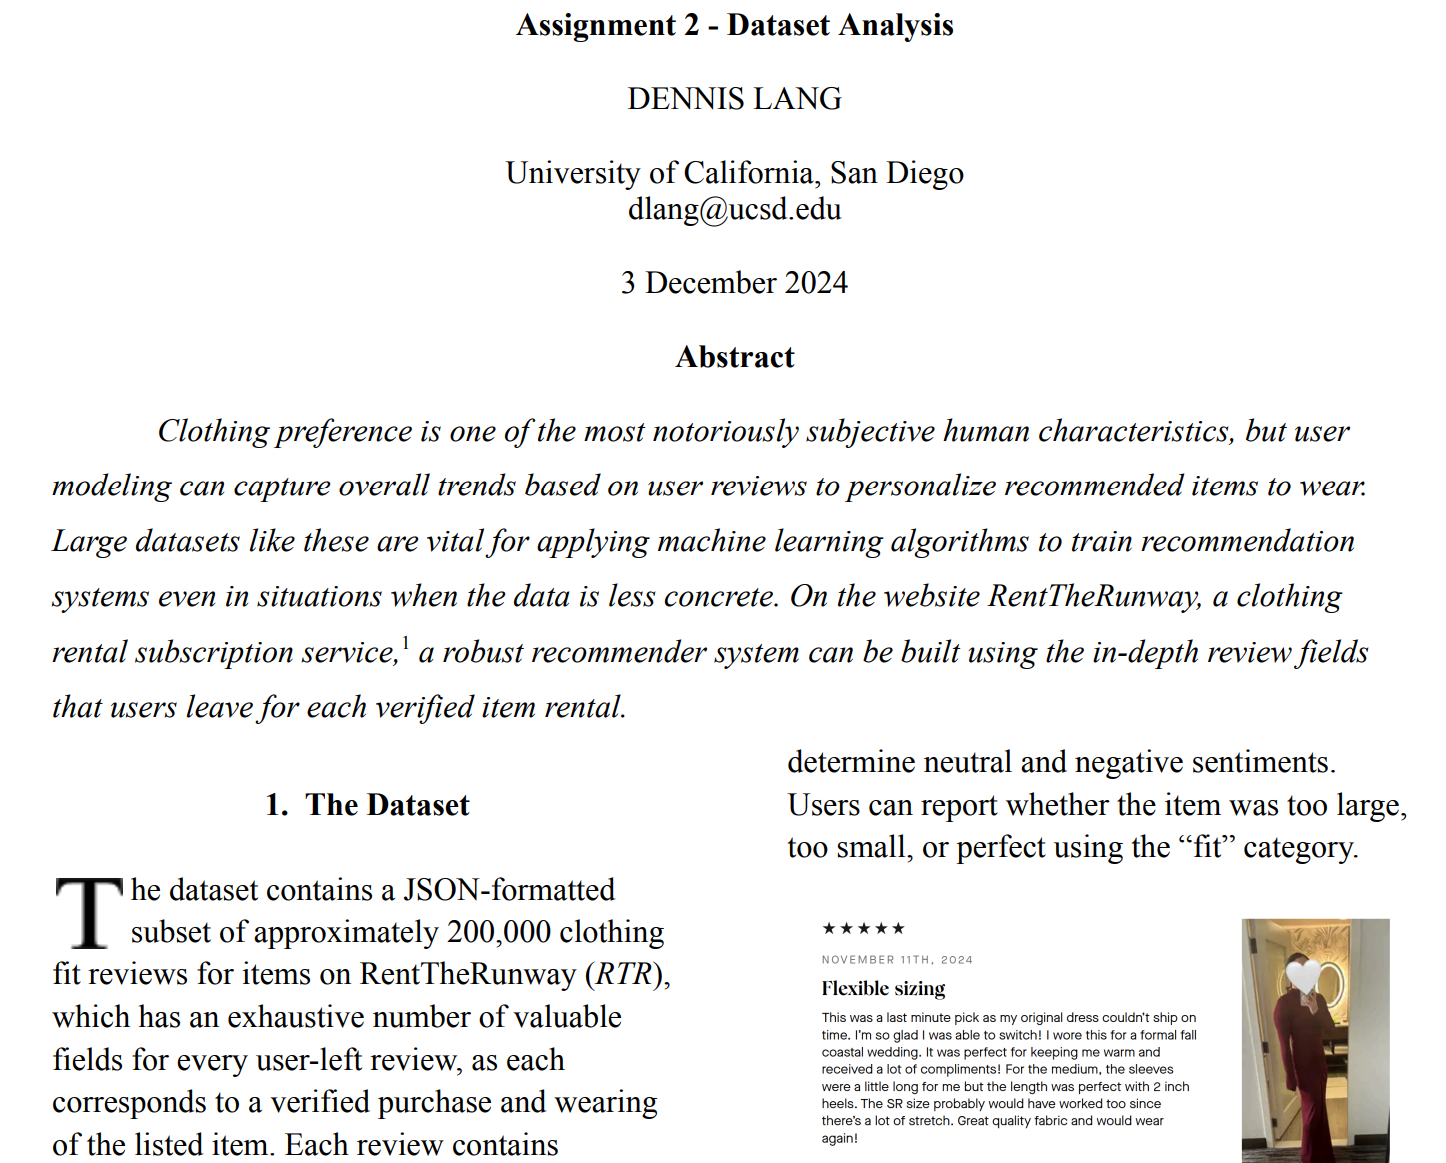 Assignment 2 - Dataset Analysis
DENNIS LANG
University of California, San Diego
dlang@ucsd.edu
3 December 2024
Abstract
Clothing preference is one of the most notoriously subjective human characteristics, but user
modeling can capture overall trends based on user reviews to personalize recommended items to wear.
Large datasets like these are vital for applying machine learning algorithms to train recommendation
systems even in situations when the data is less concrete. On the website RentTheRunway, a clothing
rental subscription service,¹ a robust recommender system can be built using the in-depth review fields
that users leave for each verified item rental.
1. The Dataset
The dataset contains a JSON-formatted
subset of approximately 200,000 clothing
fit reviews for items on RentTheRunway (RTR),
which has an exhaustive number of valuable
fields for every user-left review, as each
corresponds to a verified purchase and wearing
of the listed item. Each review contains
determine neutral and negative sentiments.
Users can report whether the item was too large,
too small, or perfect using the “fit” category.
★★★★★
NOVEMBER 11TH, 2024
Flexible sizing
This was a last minute pick as my original dress couldn't ship on
time. I'm so glad I was able to switch! I wore this for a formal fall
coastal wedding. It was perfect for keeping me warm and
received a lot of compliments! For the medium, the sleeves
were a little long for me but the length was perfect with 2 inch
heels. The SR size probably would have worked too since
there's a lot of stretch. Great quality fabric and would wear
again!